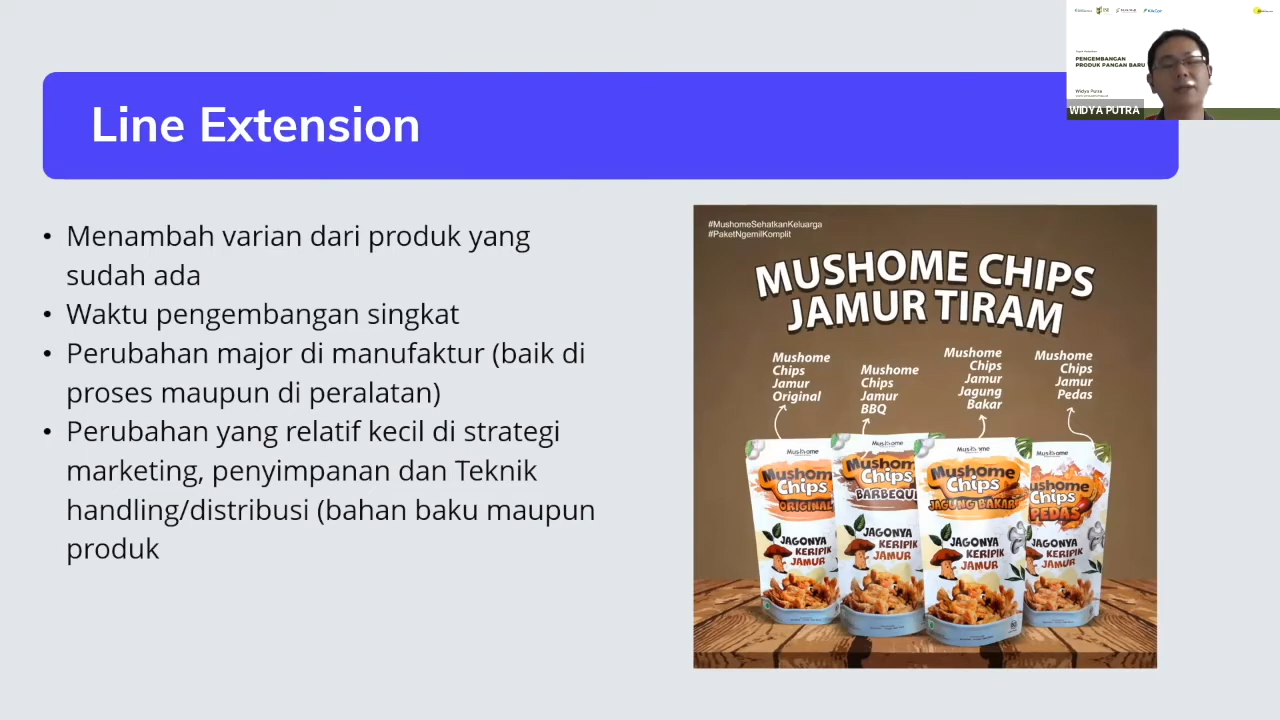 PENGEMBANGAN
PRODUK PANGAN BARU
Widya Putra
WIDYA PUTRA
Line Extension
• Menambah varian dari produk yang
sudah ada
• Waktu pengembangan singkat
• Perubahan major di manufaktur (baik di
proses maupun di peralatan)
• Perubahan yang relatif kecil di strategi
marketing, penyimpanan dan Teknik
handling/distribusi (bahan baku maupun
produk
#MushomeSehatkanKeluarga
#PaketNgemilKomplit
MUSHOME CHIPS
JAMUR TIRAM
Mushome
Chips
Jamur
Original
Mushome
Chips
Jamur
BBQ
Mushome
Chips
Jamur
Jagung
Bakar
Mushome
Chips
Jamur
Pedas
Mushome
Mushome
Chips
ORIGINAL
JAGONYA
KERIPIK
JAMUR
Mushome
Mushom
Chips
BARBEQU
JAGONYA
KERIPIK
JAMUR
Mushome
Mushome
Chips
JAGUNG BAKAR
JAGONYA
KERIPIK
JAMUR
Mushome
ushome
Chips
PEDAS
JAGONYA
KERIPIK
JAMUR